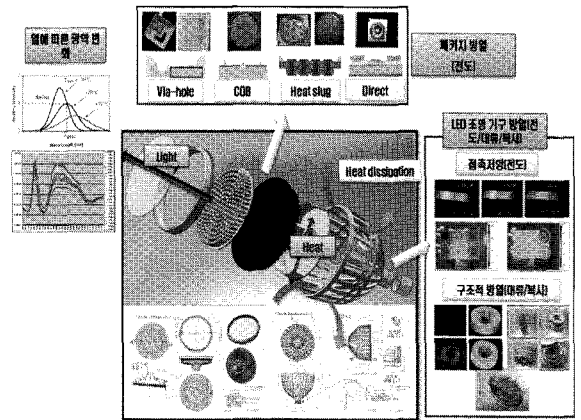 열에 따른 광학 변
화
Via-hole
COB
Heat slug
Direct
패키지 방열
(전도)
Light
Heat dissipation
Heat
LED 조명 기구 방열(전
도/대류/복사)
접촉저항(전도)
구조적 방열(대류/복사)